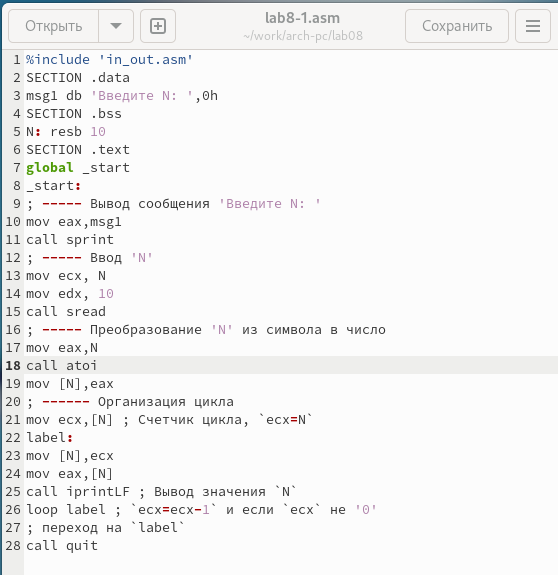 Открыть
lab8-1.asm
~/work/arch-pc/lab08
Сохранить
1 %include 'in_out.asm'
2 SECTION .data
3 msg1 db 'Введите N: ',0h
4 SECTION .bss
5 N: resb 10
6 SECTION .text
7 global _start
8 _start:
9 ; ----- Вывод сообщения 'Введите N: '
10 mov eax,msg1
11 call sprint
12 ; ----- Ввод 'N'
13 mov ecx, N
14 mov edx, 10
15 call sread
16 ; ----- Преобразование 'N' из символа в число
17 mov eax,N
18 call atoi
19 mov [N],eax
20 ; ------ Организация цикла
21 mov ecx,[N] ; Счетчик цикла, `ecx=N`
22 label:
23 mov [N],ecx
24 mov eax,[N]
25 call iprintLF ; Вывод значения `N`
26 loop label ; `ecx=ecx-1` и если `ecx` не '0'
27 ; переход на `label`
28 call quit